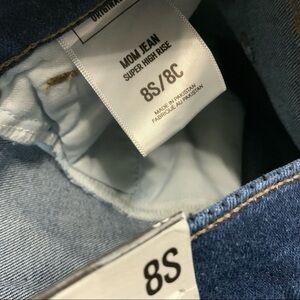 MOM JEAN
SUPER HIGH RISE
8S/8C
MADE IN PAKISTAN
FABRIQUÉ AU PAKISTAN
8S